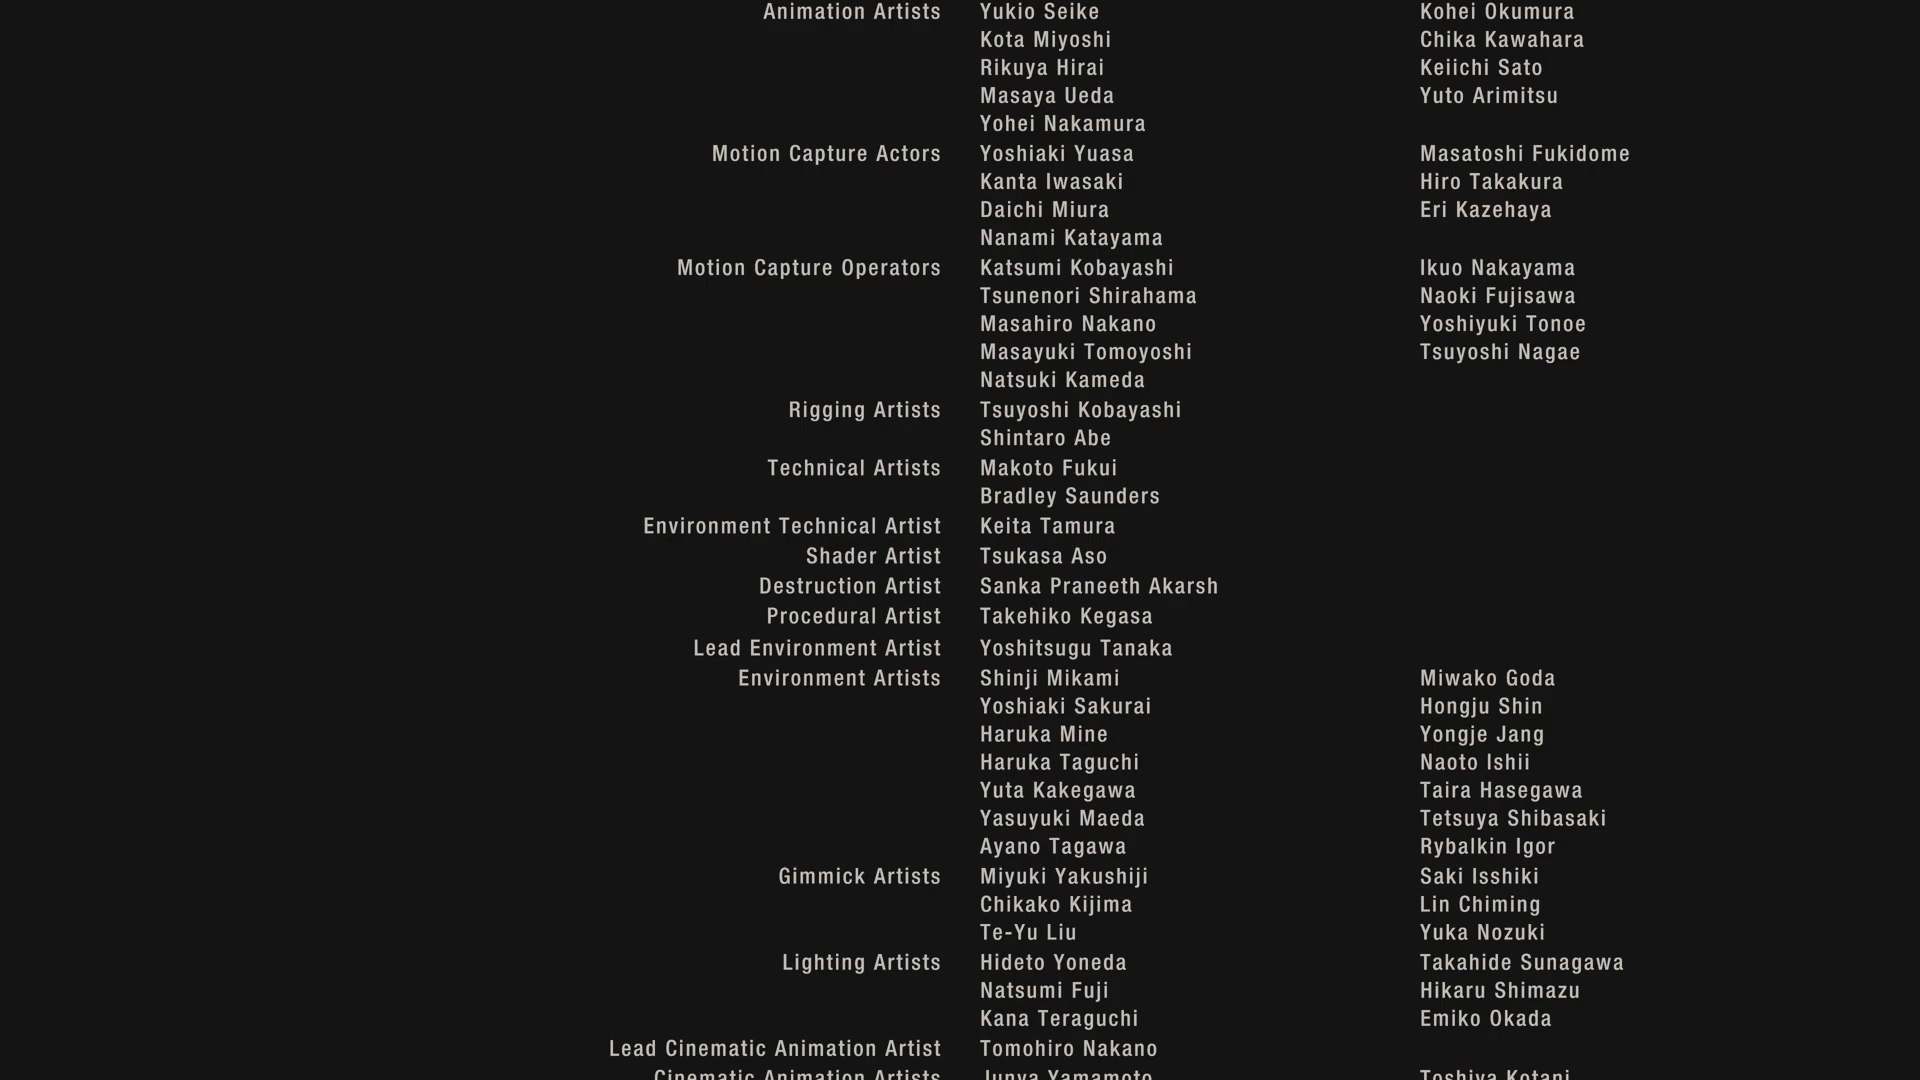 Animation Artists Yukio Seike Kohei Okumura
Kota Miyoshi Chika Kawahara
Rikuya Hirai Keiichi Sato
Masaya Ueda Yuto Arimitsu
Yohei Nakamura
Motion Capture Actors Yoshiaki Yuasa Masatoshi Fukidome
Kanta Iwasaki Hiro Takakura
Daichi Miura Eri Kazehaya
Nanami Katayama
Motion Capture Operators Katsumi Kobayashi Ikuo Nakayama
Tsunenori Shirahama Naoki Fujisawa
Masahiro Nakano Yoshiyuki Tonoe
Masayuki Tomoyoshi Tsuyoshi Nagae
Natsuki Kameda
Rigging Artists Tsuyoshi Kobayashi
Shintaro Abe
Technical Artists Makoto Fukui
Bradley Saunders
Environment Technical Artist Keita Tamura
Shader Artist Tsukasa Aso
Destruction Artist Sanka Praneeth Akarsh
Procedural Artist Takehiko Kegasa
Lead Environment Artist Yoshitsugu Tanaka
Environment Artists Shinji Mikami Miwako Goda
Yoshiaki Sakurai Hongju Shin
Haruka Mine Yongje Jang
Haruka Taguchi Naoto Ishii
Yuta Kakegawa Taira Hasegawa
Yasuyuki Maeda Tetsuya Shibasaki
Ayano Tagawa Rybalkin Igor
Gimmick Artists Miyuki Yakushiji Saki Isshiki
Chikako Kijima Lin Chiming
Te-Yu Liu Yuka Nozuki
Lighting Artists Hideto Yoneda Takahide Sunagawa
Natsumi Fuji Hikaru Shimazu
Kana Teraguchi Emiko Okada
Lead Cinematic Animation Artist Tomohiro Nakano
Cinematic Animation Artists Junya Yamamoto Toshiya Kotani